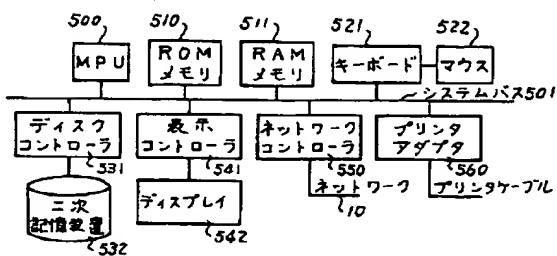 500
MPU
510
ROM
メモリ
511
RAM
メモリ
521
キーボード
522
マウス
システムバス501
ディスク
コントローラ
531
表示
コントローラ
541
ネットワーク
コントローラ
550
プリンタ
アダプタ
560
二次
記憶装置
532
ディスプレイ
542
ネットワーク
10
プリンタケーブル